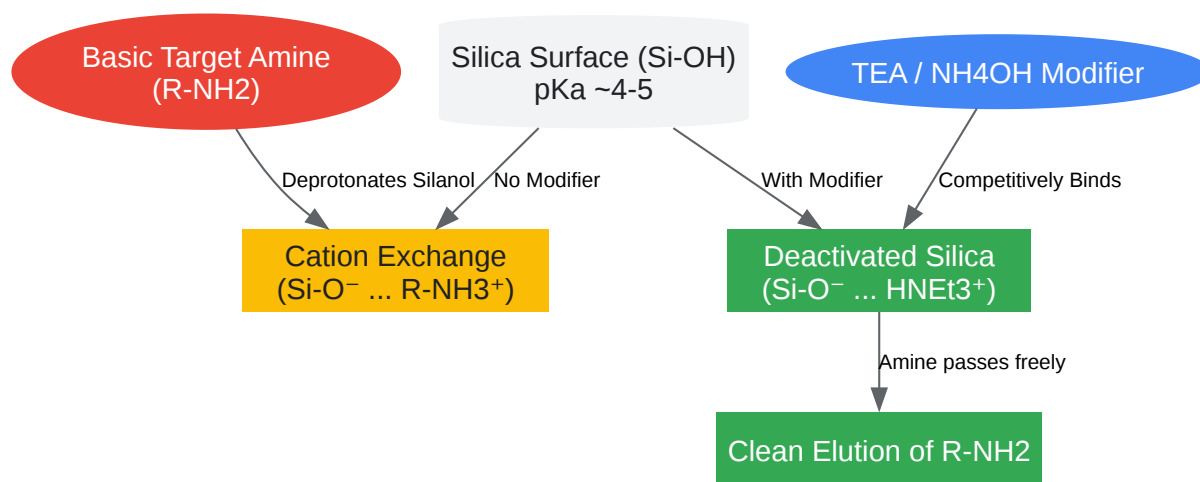 Basic Target Amine
(R-NH2)
Silica Surface (Si-OH)
pKa ~4-5
TEA / NH4OH Modifier
Deprotonates Silanol
No Modifier
With Modifier
Competitively Binds
Cation Exchange
(Si-O⁻ ... R-NH3⁺)
Deactivated Silica
(Si-O⁻ ... HNEt3⁺)
Amine passes freely
Clean Elution of R-NH2